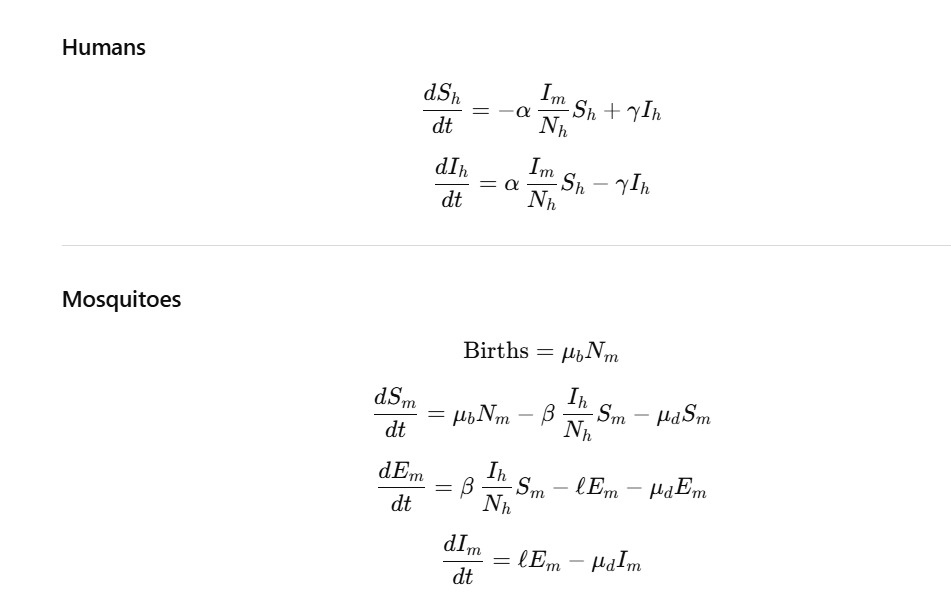 Humans
dS_h/dt = −α I_m/N_h S_h + γI_h
dI_h/dt = α I_m/N_h S_h − γI_h
Mosquitoes
Births = μ_b N_m
dS_m/dt = μ_b N_m − β I_h/N_h S_m − μ_d S_m
dE_m/dt = β I_h/N_h S_m − ℓE_m − μ_d E_m
dI_m/dt = ℓE_m − μ_d I_m